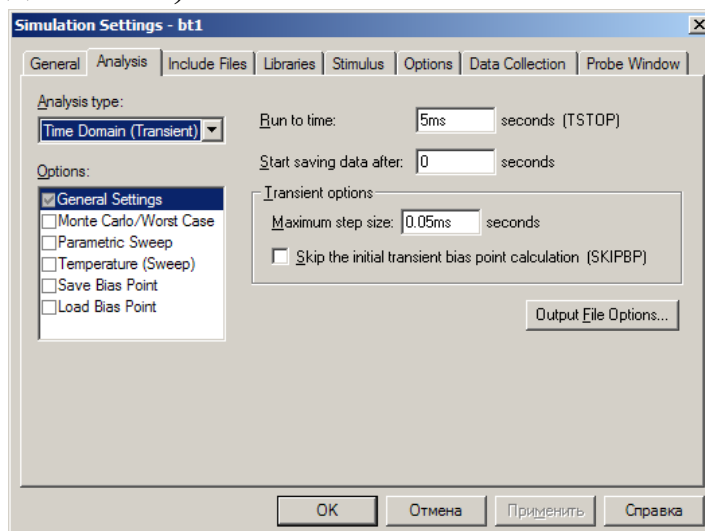 Simulation Settings - bt1
General Analysis Include Files Libraries Stimulus Options Data Collection Probe Window
Analysis type:
Time Domain (Transient)
Run to time: 5ms seconds (TSTOP)
Start saving data after: 0 seconds
Options:
General Settings
Monte Carlo/Worst Case
Parametric Sweep
Temperature (Sweep)
Save Bias Point
Load Bias Point
Transient options
Maximum step size: 0.05ms seconds
Skip the initial transient bias point calculation (SKIPBP)
Output File Options...
OK Отмена Применить Справка